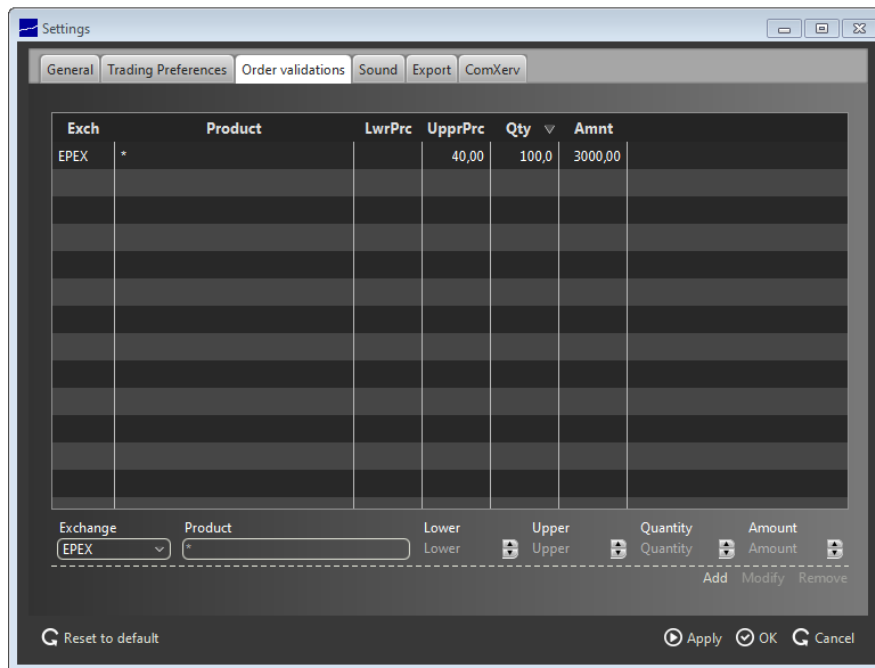 Settings
General Trading Preferences Order validations Sound Export ComXerv
Exch Product LwrPrc UpprPrc Qty Amnt
EPEX * 40,00 100,0 3000,00
Exchange Product Lower Upper Quantity Amount
EPEX * Lower Upper Quantity Amount
Add Modify Remove
Reset to default Apply OK Cancel